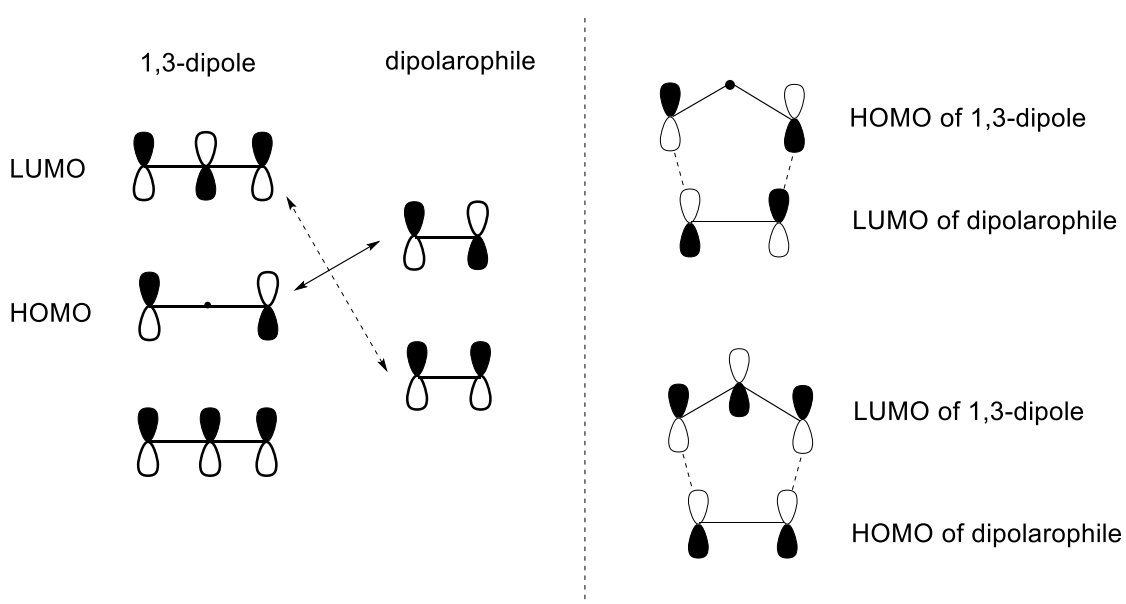 1,3-dipole
dipolarophile
LUMO
HOMO
HOMO of 1,3-dipole
LUMO of dipolarophile
LUMO of 1,3-dipole
HOMO of dipolarophile